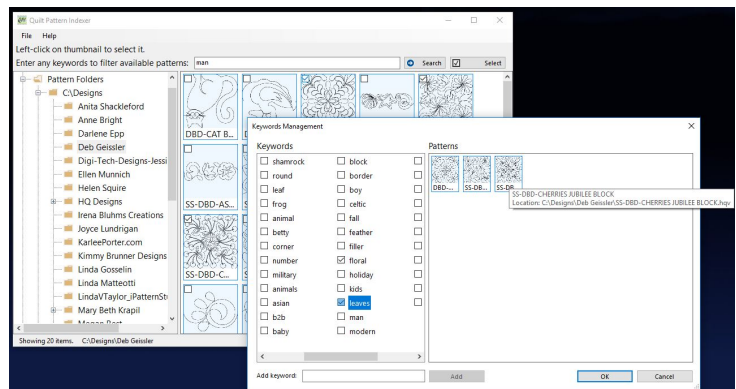 Quilt Pattern Indexer
File Help
Left-click on thumbnail to select it.
Enter any keywords to filter available patterns: man Search Select
Pattern Folders
C:\Designs
Anita Shackleford
Anne Bright
Darlene Epp
Deb Geissler
Digi-Tech-Designs-Jessi
Ellen Munnich
Helen Squire
HQ Designs
Irena Bluhms Creations
Joyce Lundrigan
KarleePorter.com
Kimmy Brunner Designs
Linda Gosselin
Linda Matteotti
LindaVTaylor_iPatternStu
Mary Beth Krapil
DBD-CAT B...
SS-DBD-AS...
SS-DBD-C...
Showing 20 items. C:\Designs\Deb Geissler
Keywords Management
Keywords
shamrock
round
leaf
frog
animal
betty
corner
number
military
animals
asian
b2b
baby
block
border
boy
celtic
fall
feather
filler
floral
holiday
kids
leaves
man
modern
Patterns
DBD-...
SS-DB...
SS-DB
SS-DBD-CHERRIES JUBILEE BLOCK
Location: C:\Designs\Deb Geissler\SS-DBD-CHERRIES JUBILEE BLOCK.hqv
Add keyword: Add OK Cancel